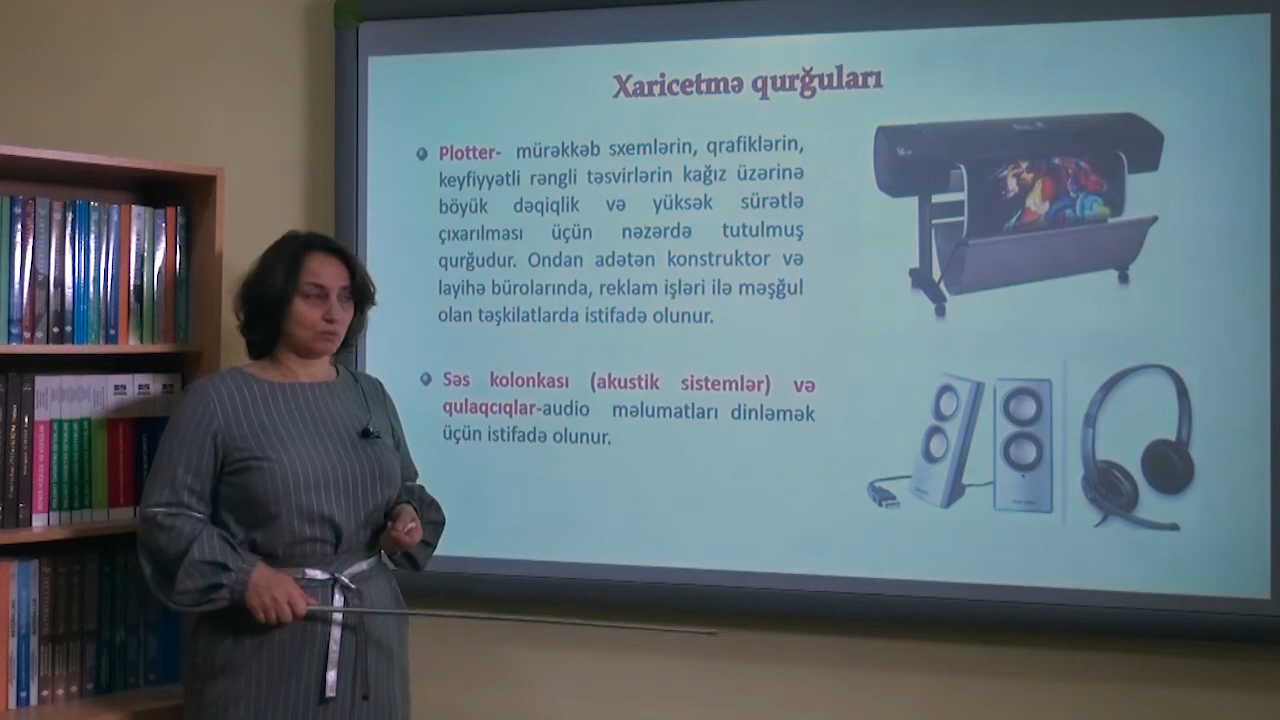 Xaricetmə qurğuları
Plotter- mürəkkəb sxemlərin, qrafiklərin,
keyfiyyətli rəngli təsvirlərin kağız üzərinə
böyük dəqiqlik və yüksək sürətlə
çıxarılması üçün nəzərdə tutulmuş
qurğudur. Ondan adətən konstruktor və
layihə bürolarında, reklam işləri ilə məşğul
olan təşkilatlarda istifadə olunur.
Səs kolonkası (akustik sistemlər) və
qulaqcıqlar-audio məlumatları dinləmək
üçün istifadə olunur.